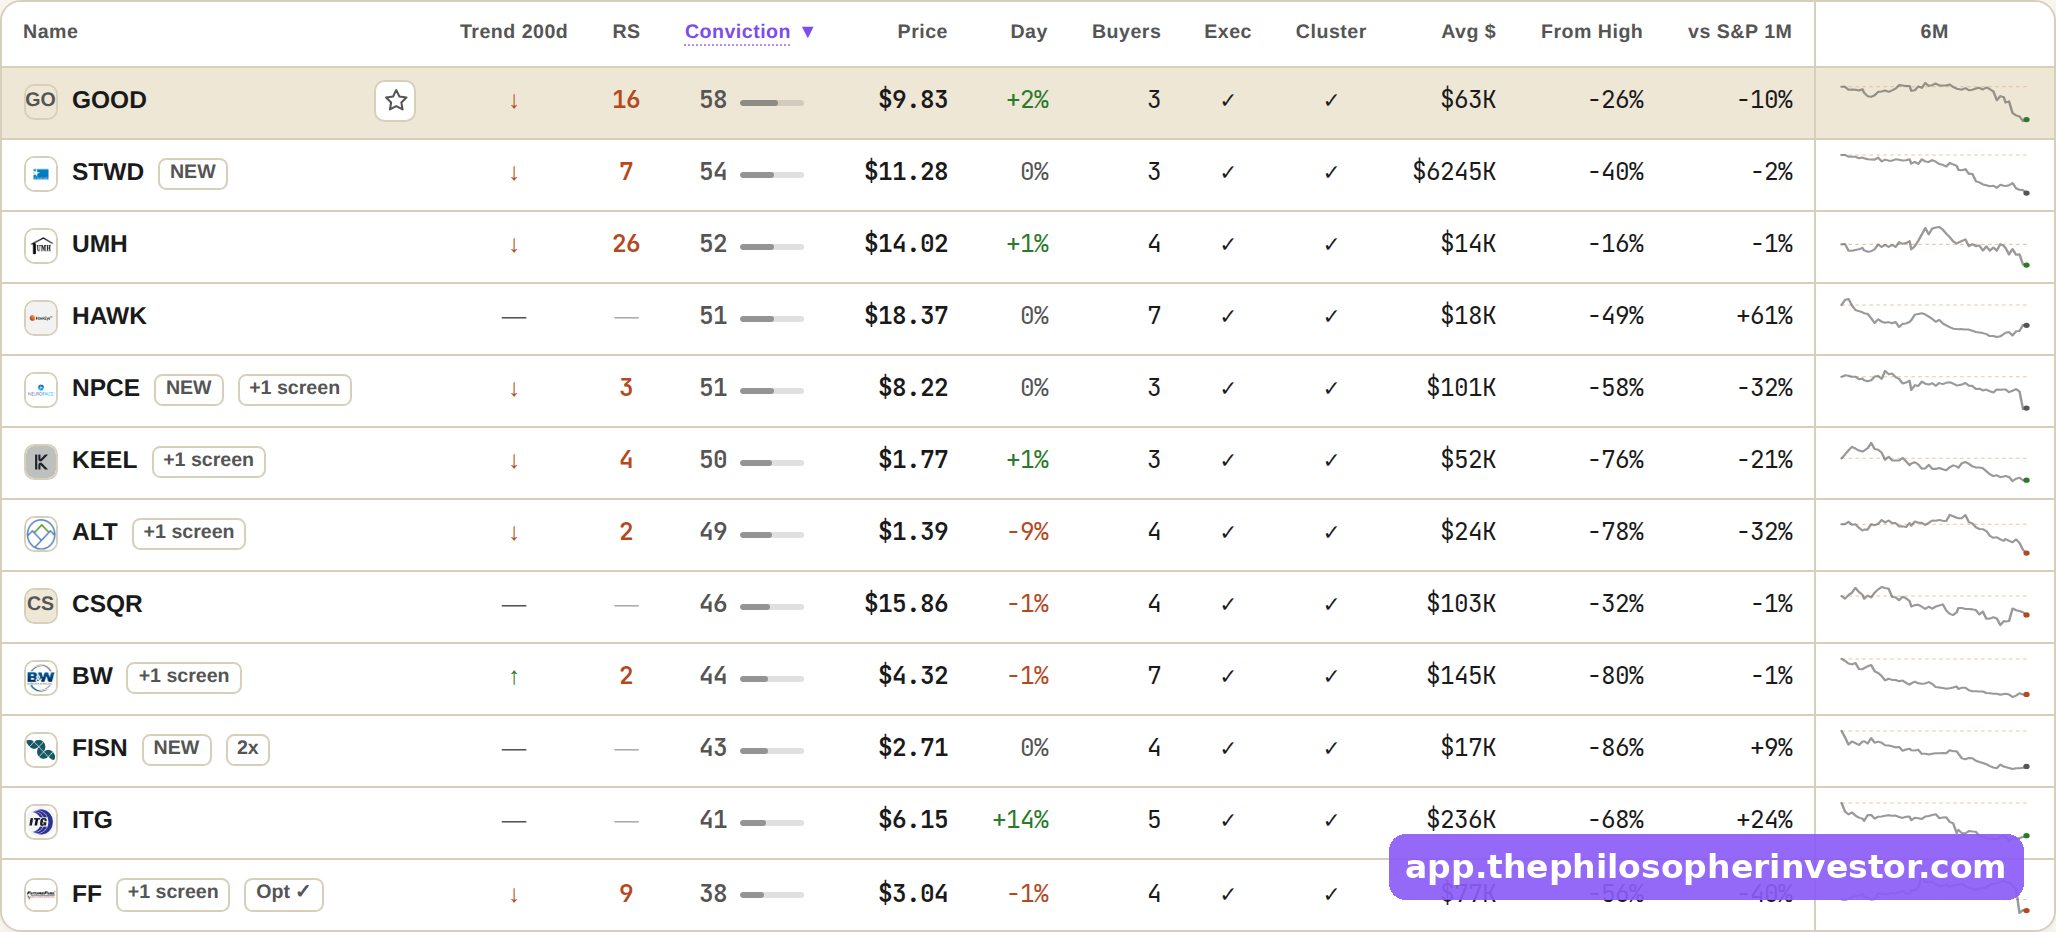 Name Trend 200d RS Conviction ▼ Price Day Buyers Exec Cluster Avg $ From High vs S&P 1M 6M
GO GOOD ↓ 16 58 $9.83 +2% 3 ✓ ✓ $63K -26% -10%
STWD NEW ↓ 7 54 $11.28 0% 3 ✓ ✓ $6245K -40% -2%
UMH UMH ↓ 26 52 $14.02 +1% 4 ✓ ✓ $14K -16% -1%
HAWK — — 51 $18.37 0% 7 ✓ ✓ $18K -49% +61%
NPCE NEW +1 screen ↓ 3 51 $8.22 0% 3 ✓ ✓ $101K -58% -32%
K KEEL +1 screen ↓ 4 50 $1.77 +1% 3 ✓ ✓ $52K -76% -21%
ALT +1 screen ↓ 2 49 $1.39 -9% 4 ✓ ✓ $24K -78% -32%
CS CSQR — — 46 $15.86 -1% 4 ✓ ✓ $103K -32% -1%
B&W BW +1 screen ↑ 2 44 $4.32 -1% 7 ✓ ✓ $145K -80% -1%
FISN NEW 2x — — 43 $2.71 0% 4 ✓ ✓ $17K -86% +9%
ITG ITG — — 41 $6.15 +14% 5 ✓ ✓ $236K -68% +24%
FF +1 screen Opt ✓ ↓ 9 38 $3.04 -1% 4 ✓ ✓ $77K -56% -40%
app.thephilosopherinvestor.com